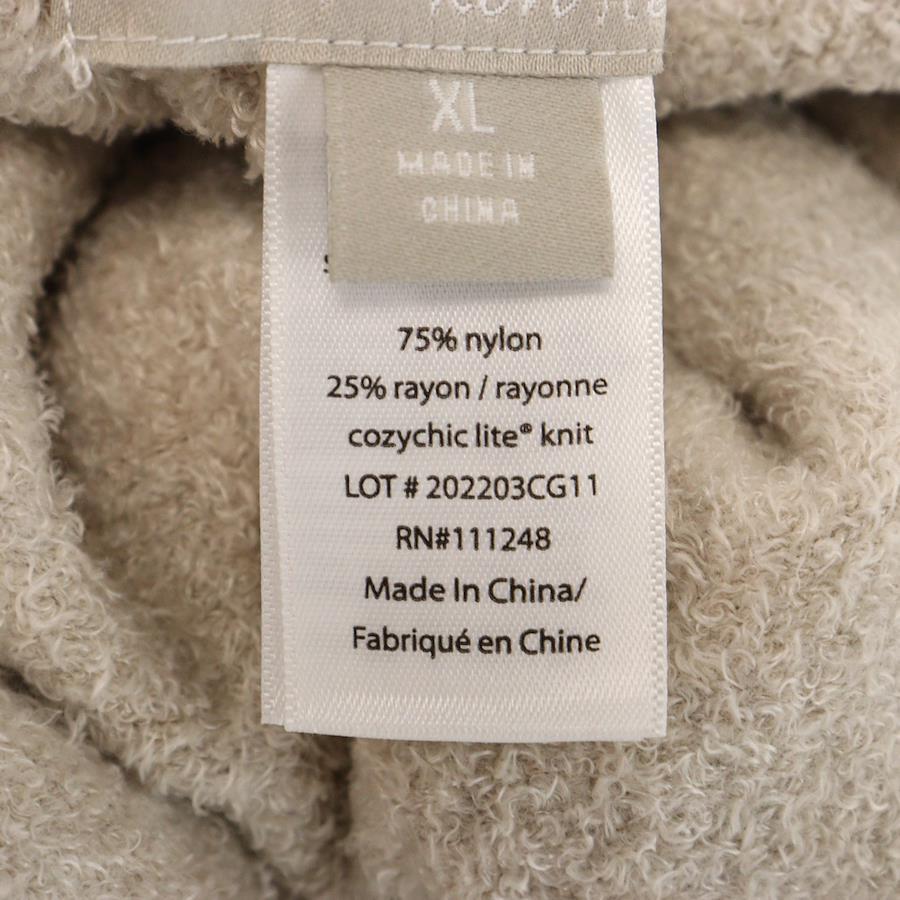 XL
MADE IN
CHINA
75% nylon
25% rayon / rayonne
cozychic lite® knit
LOT # 202203CG11
RN#111248
Made In China/
Fabriqué en Chine